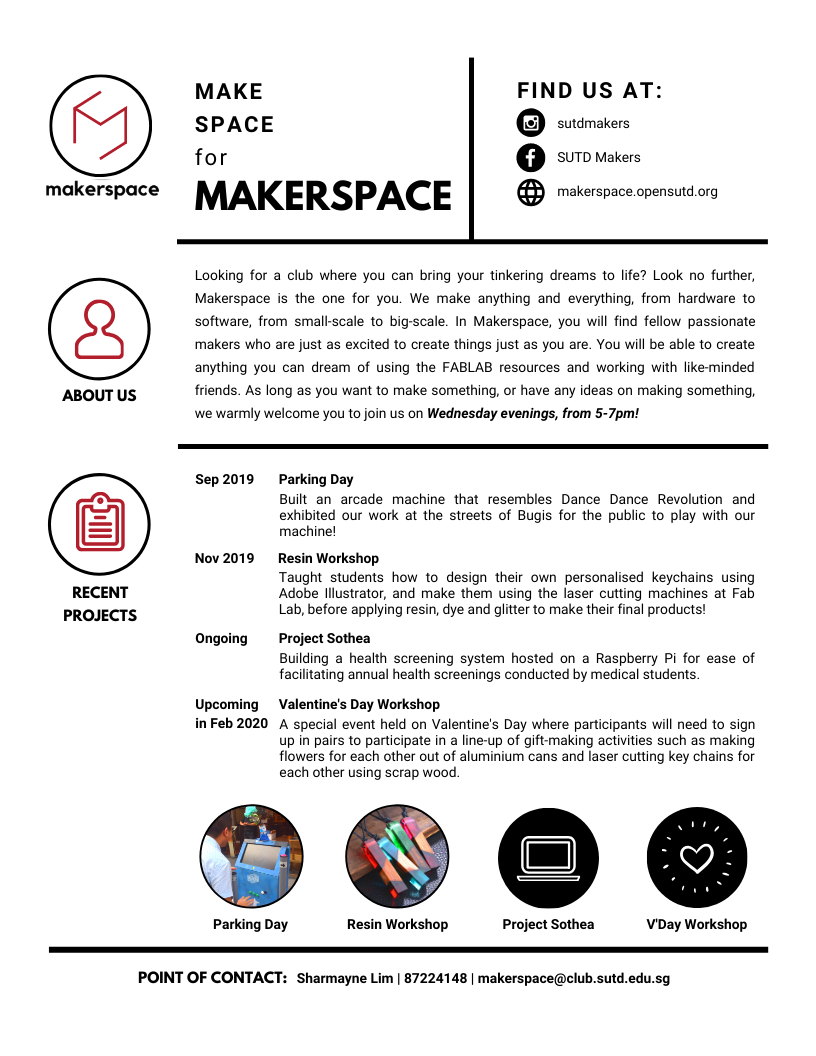 makerspace
MAKE
SPACE
for
MAKERSPACE
FIND US AT:
sutdmakers
SUTD Makers
makerspace.opensutd.org
ABOUT US
Looking for a club where you can bring your tinkering dreams to life? Look no further,
Makerspace is the one for you. We make anything and everything, from hardware to
software, from small-scale to big-scale. In Makerspace, you will find fellow passionate
makers who are just as excited to create things just as you are. You will be able to create
anything you can dream of using the FABLAB resources and working with like-minded
friends. As long as you want to make something, or have any ideas on making something,
we warmly welcome you to join us on Wednesday evenings, from 5-7pm!
RECENT
PROJECTS
Sep 2019 Parking Day
Built an arcade machine that resembles Dance Dance Revolution and
exhibited our work at the streets of Bugis for the public to play with our
machine!
Nov 2019 Resin Workshop
Taught students how to design their own personalised keychains using
Adobe Illustrator, and make them using the laser cutting machines at Fab
Lab, before applying resin, dye and glitter to make their final products!
Ongoing Project Sothea
Building a health screening system hosted on a Raspberry Pi for ease of
facilitating annual health screenings conducted by medical students.
Upcoming Valentine's Day Workshop
in Feb 2020 A special event held on Valentine's Day where participants will need to sign
up in pairs to participate in a line-up of gift-making activities such as making
flowers for each other out of aluminium cans and laser cutting key chains for
each other using scrap wood.
Parking Day
Resin Workshop
Project Sothea
V'Day Workshop
POINT OF CONTACT: Sharmayne Lim | 87224148 | makerspace@club.sutd.edu.sg